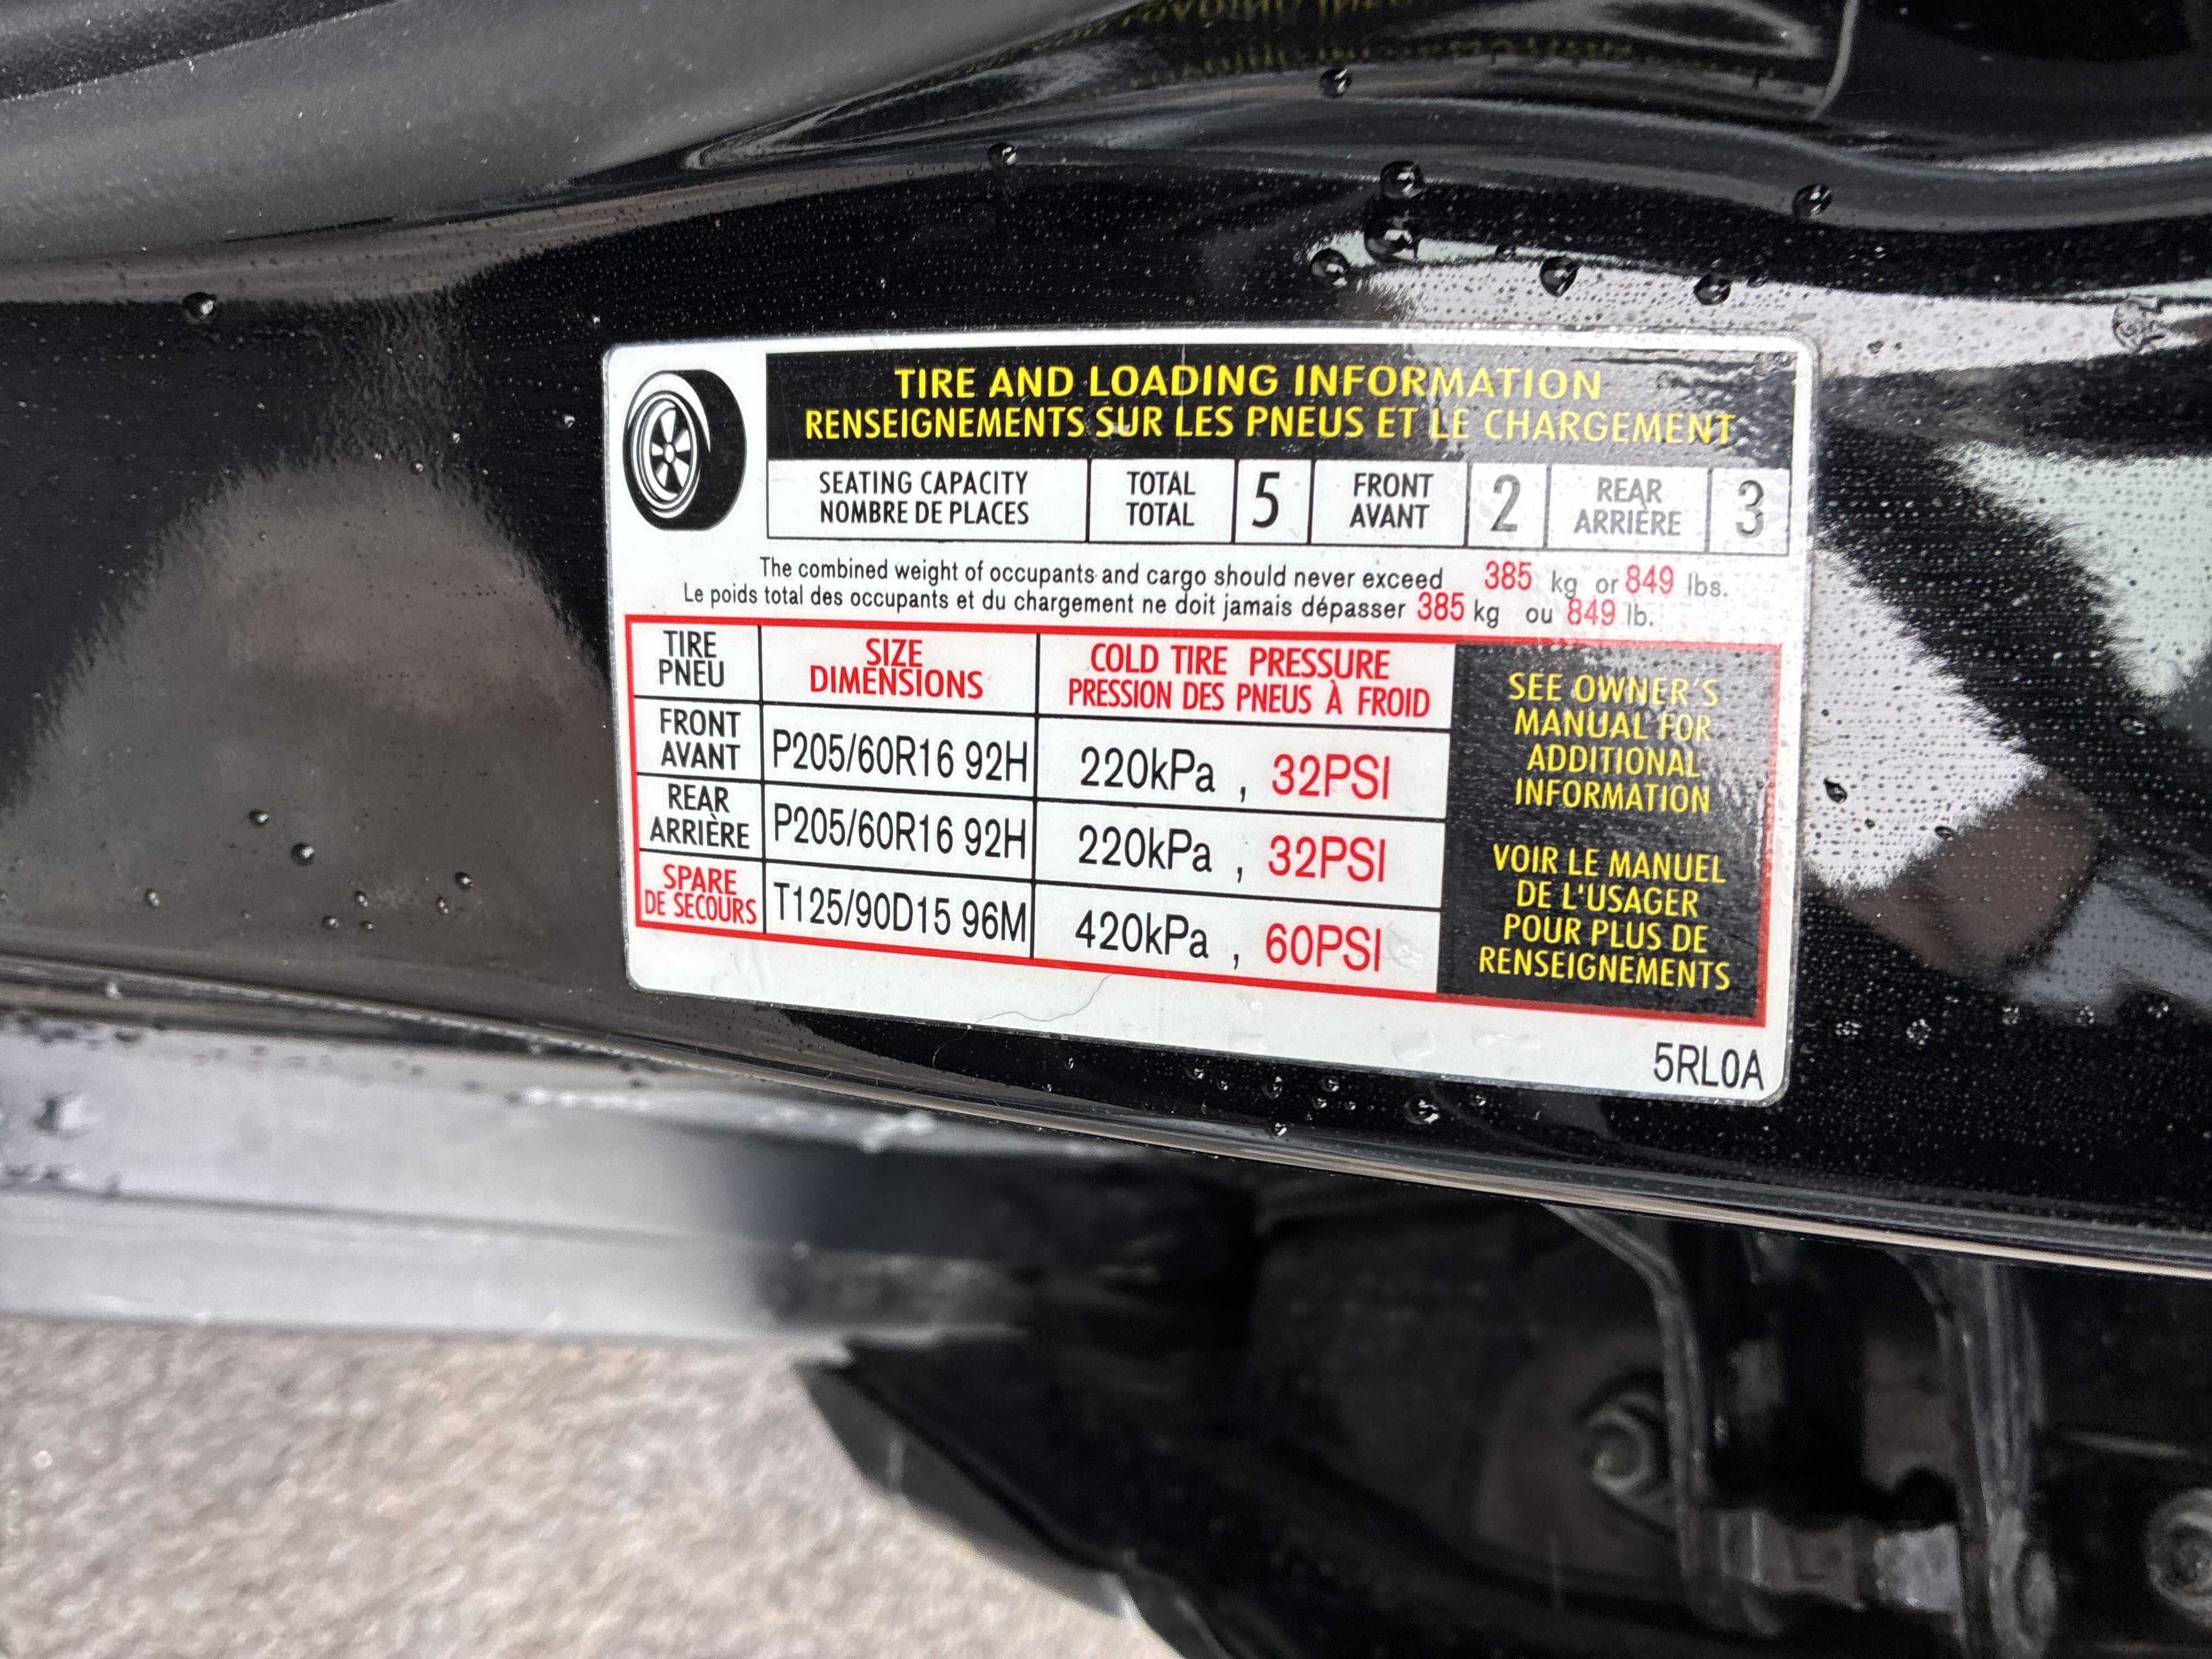 TIRE AND LOADING INFORMATION
RENSEIGNEMENTS SUR LES PNEUS ET LE CHARGEMENT
SEATING CAPACITY
NOMBRE DE PLACES
TOTAL
TOTAL
5
FRONT
AVANT
2
REAR
ARRIÈRE
3
The combined weight of occupants and cargo should never exceed 385 kg or 849 lbs.
Le poids total des occupants et du chargement ne doit jamais dépasser 385 kg ou 849 lb.
TIRE
PNEU
SIZE
DIMENSIONS
COLD TIRE PRESSURE
PRESSION DES PNEUS À FROID
FRONT
AVANT
P205/60R16 92H
220kPa , 32PSI
REAR
ARRIÈRE
P205/60R16 92H
220kPa , 32PSI
SPARE
DE SECOURS
T125/90D15 96M
420kPa , 60PSI
SEE OWNER'S
MANUAL FOR
ADDITIONAL
INFORMATION
VOIR LE MANUEL
DE L'USAGER
POUR PLUS DE
RENSEIGNEMENTS
5RL0A